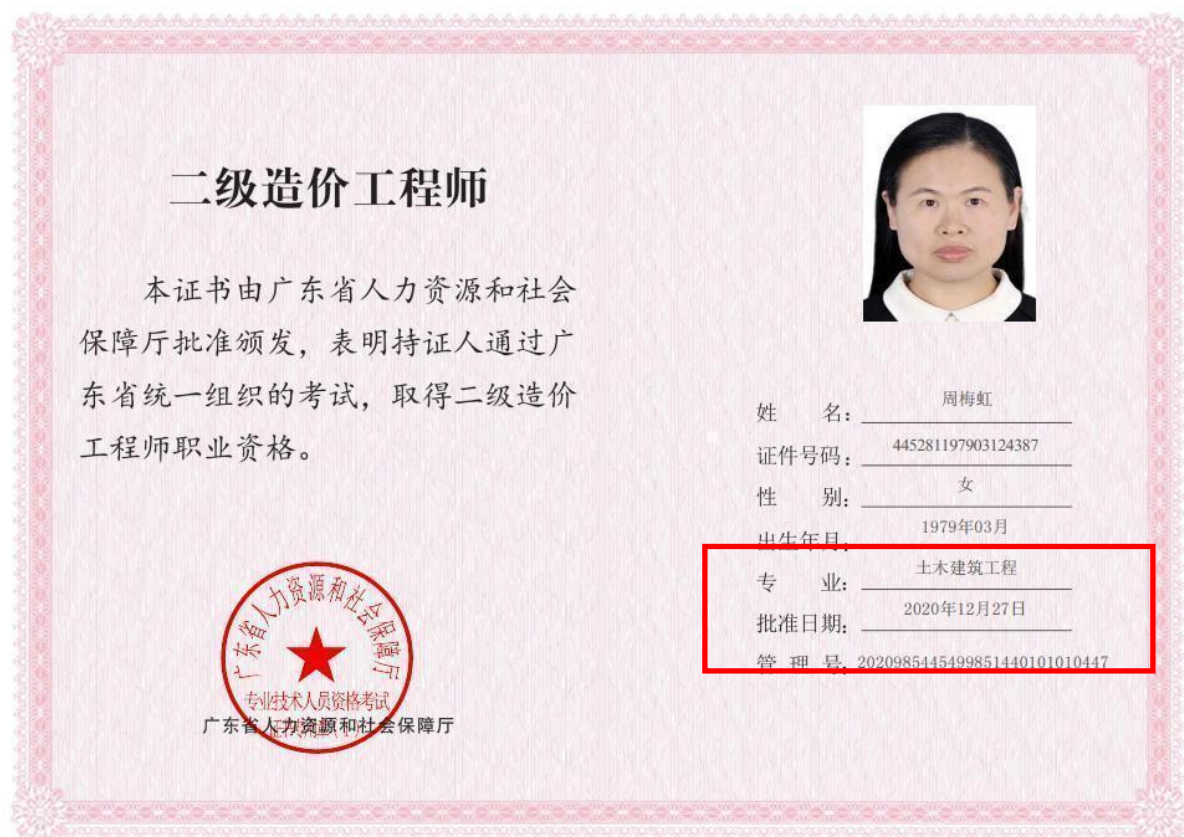 二级造价工程师
本证书由广东省人力资源和社会
保障厅批准颁发，表明持证人通过广
东省统一组织的考试，取得二级造价
工程师职业资格。
姓 名：周梅虹
证件号码：445281197903124387
性 别：女
出生年月：1979年03月
专 业：土木建筑工程
批准日期：2020年12月27日
管 理 号：20209854454998514401010​10447
广东省人力资源和社会保障厅
专业技术人员资格考试
广东省人力资源和社会保障厅